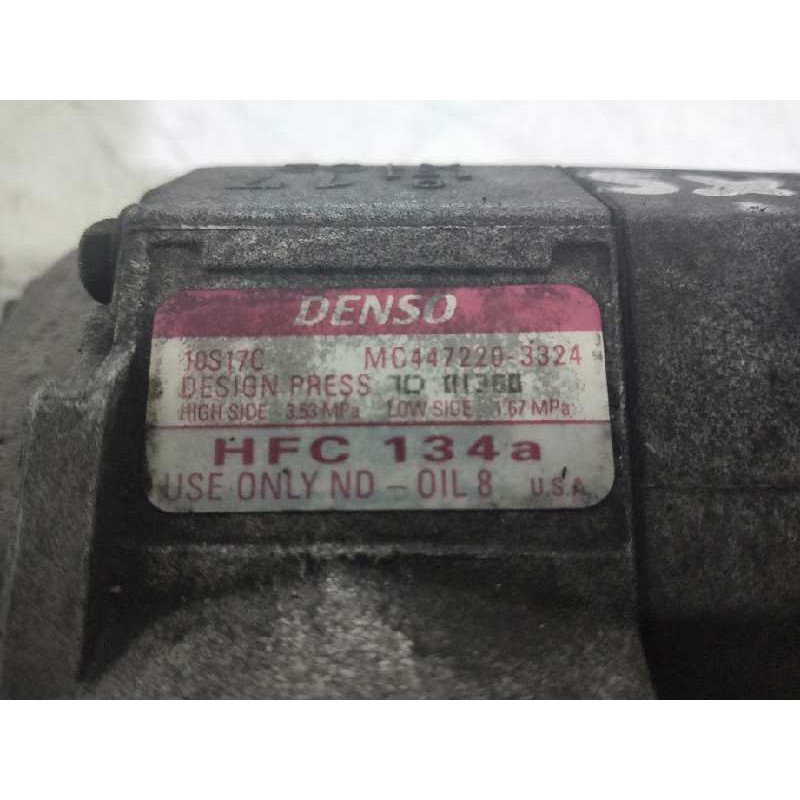 DENSO
10S17C MC447220-3324
DESIGN PRESS
HIGH SIDE 3.53 MPa LOW SIDE 1.67 MPa
HFC 134a
USE ONLY ND-OIL 8 U.S.A